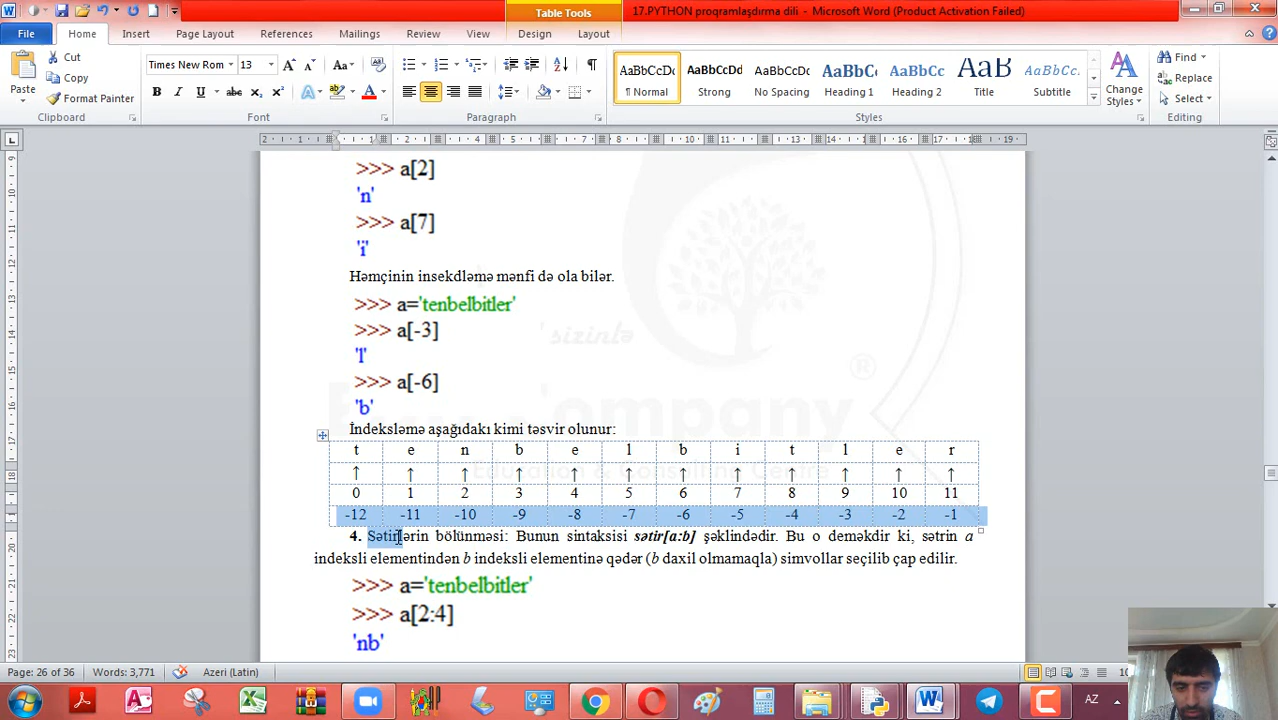 Table Tools
17.PYTHON proqramlaşdırma dili - Microsoft Word (Product Activation Failed)
File Home Insert Page Layout References Mailings Review View Design Layout
Paste
Cut
Copy
Format Painter
Clipboard
Times New Rom 13
Font
Paragraph
AaBbCcDc AaBbCcDd AaBbCcDd AaBbCcDd AaBbCc AaB AaBbCcDd
¶ Normal Strong No Spacing Heading 1 Heading 2 Title Subtitle
Change Styles
Styles
Find
Replace
Select
Editing
>>> a[2]
'n'
>>> a[7]
'i'
Həmçinin insekdləmə mənfi də ola bilər.
>>> a='tenbelbitler'
>>> a[-3]
'l'
>>> a[-6]
'b'
İndeksləmə aşağıdakı kimi təsvir olunur:
t e n b e l b i t l e r
↑ ↑ ↑ ↑ ↑ ↑ ↑ ↑ ↑ ↑ ↑ ↑
0 1 2 3 4 5 6 7 8 9 10 11
-12 -11 -10 -9 -8 -7 -6 -5 -4 -3 -2 -1
4. Sətirlərin bölünməsi: Bunun sintaksisi sətir[a:b] şəklindədir. Bu o deməkdir ki, sətrin a
indeksli elementindən b indeksli elementinə qədər (b daxil olmamaqla) simvollar seçilib çap edilir.
>>> a='tenbelbitler'
>>> a[2:4]
'nb'
Page: 26 of 36 Words: 3,771 Azeri (Latin)
AZ